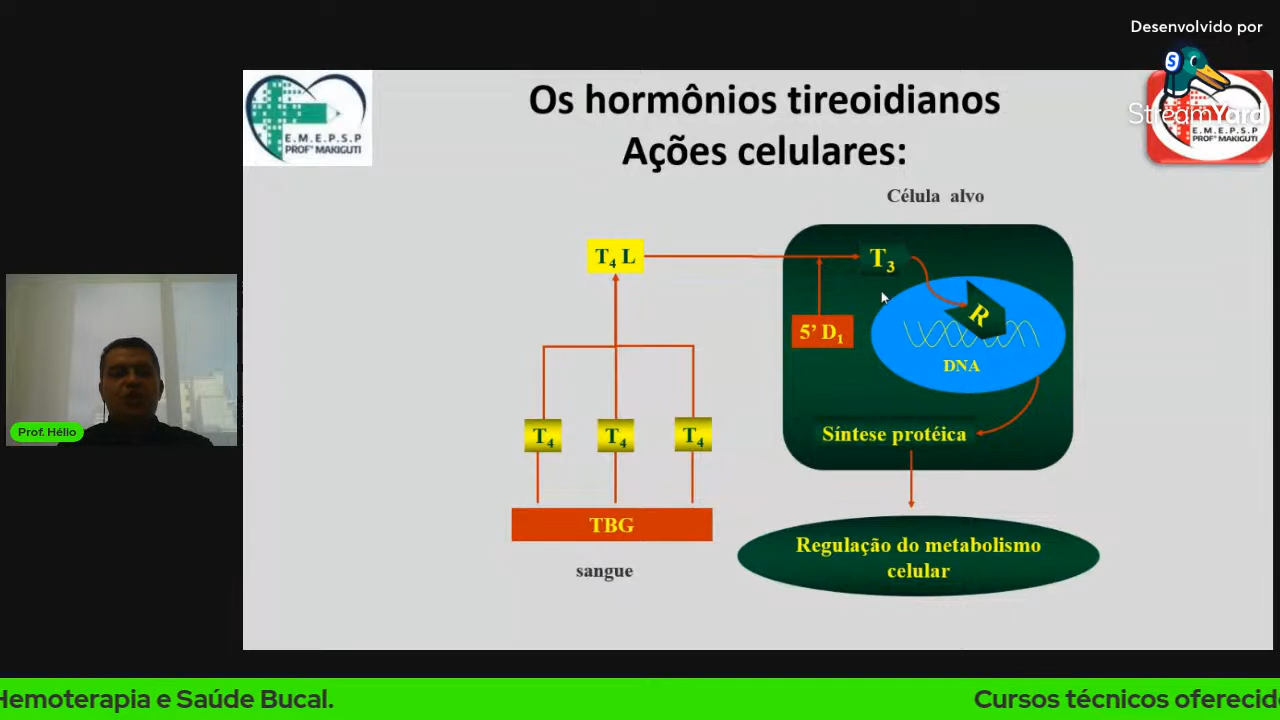 Desenvolvido por
S
StreamYard
Os hormônios tireoidianos
Ações celulares:
E.M.E.P.S.P
PROFº MAKIGUTI
E.M.E.P.S.P
PROFº MAKIGUTI
Célula alvo
T₄ L
T₃
R
5’ D₁
DNA
T₄
T₄
T₄
Síntese protéica
TBG
sangue
Regulação do metabolismo
celular
Prof. Hélio
Hemoterapia e Saúde Bucal.
Cursos técnicos oferecid